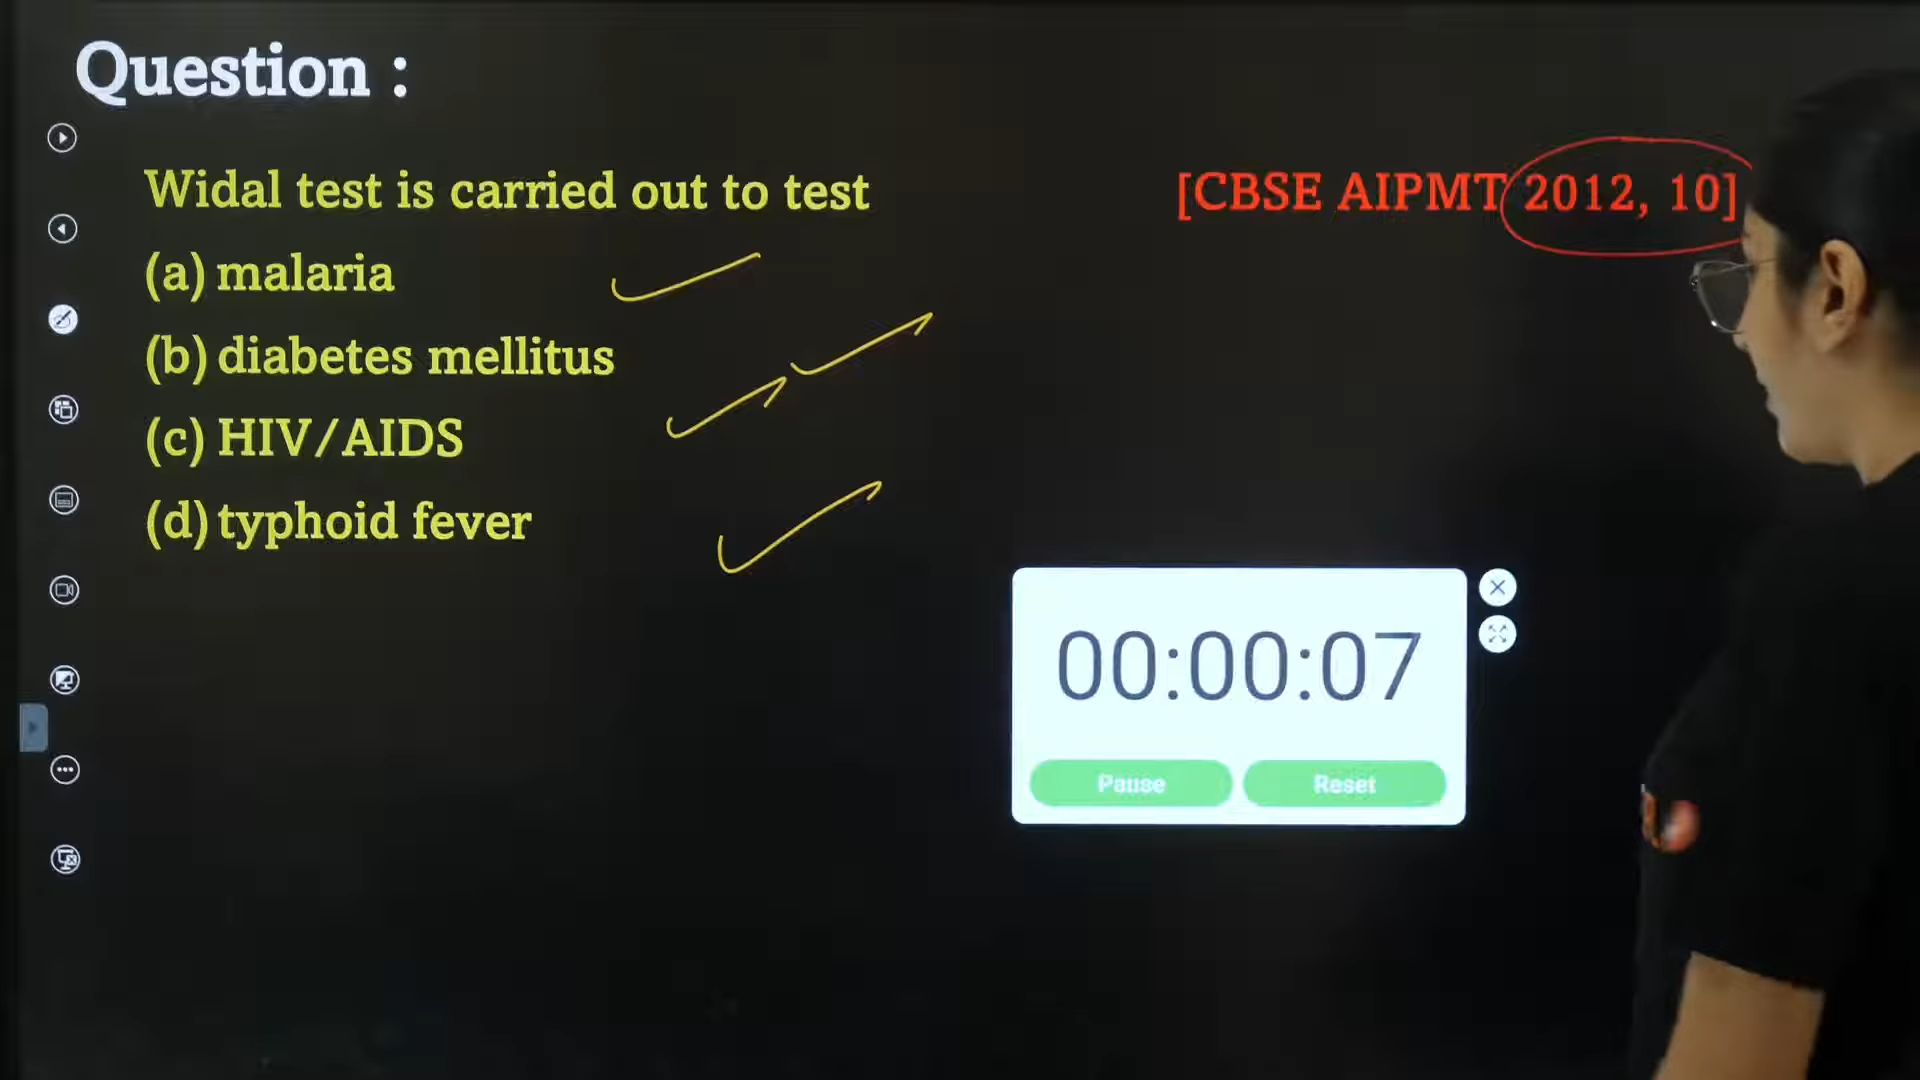 Question :
Widal test is carried out to test [CBSE AIPMT 2012, 10]
(a) malaria
(b) diabetes mellitus
(c) HIV/AIDS
(d) typhoid fever
00:00:07
Pause Reset